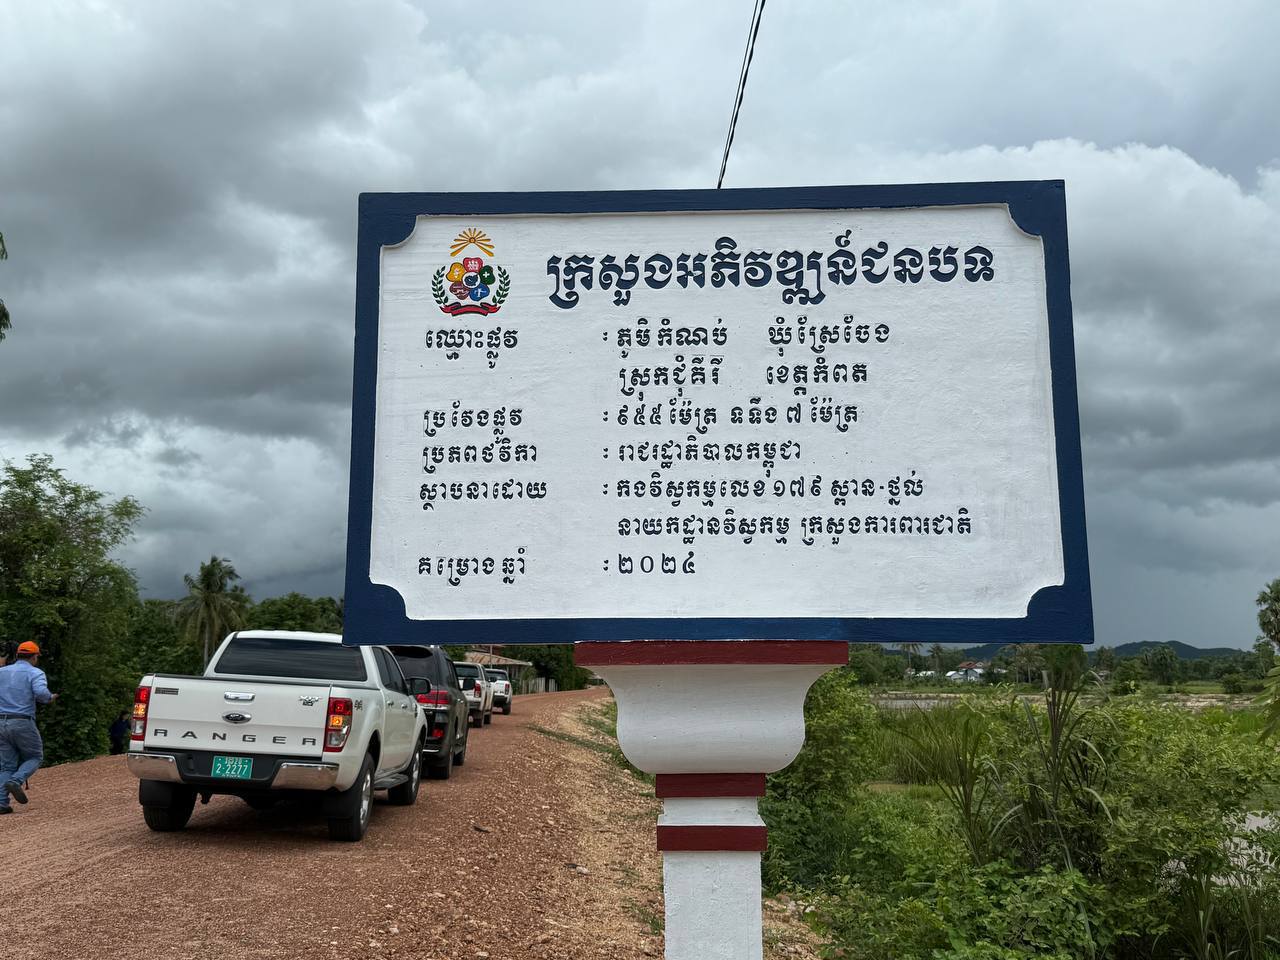 ក្រសួងអភិវឌ្ឍន៍ជនបទ
ឈ្មោះផ្លូវ : ភូមិ កំណប់ ឃុំស្រែចែង
ស្រុកជុំគីរី ខេត្តកំពត
ប្រវែងផ្លូវ : ៩៥៥ ម៉ែត្រ ទទឹង ៧ ម៉ែត្រ
ប្រភពថវិកា : រាជរដ្ឋាភិបាលកម្ពុជា
ស្ថាបនាដោយ : កងវិស្វកម្មលេខ ១៧៩ ស្ពាន-ថ្នល់
នាយកដ្ឋានវិស្វកម្ម ក្រសួងការពារជាតិ
គម្រោងឆ្នាំ : ២០២៤
RANGER
2-2277